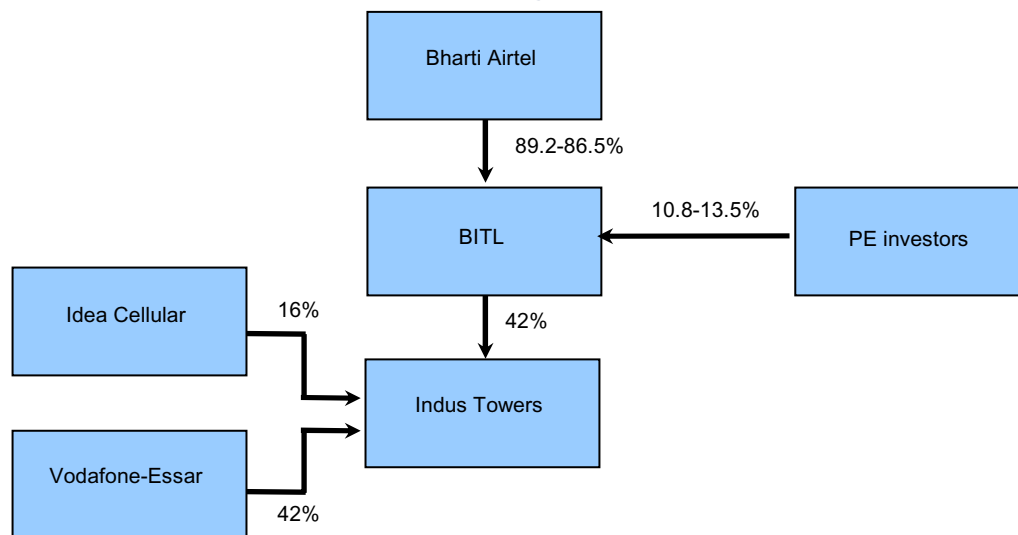 Bharti Airtel
89.2-86.5%
10.8-13.5%
BITL
PE investors
Idea Cellular
16%
42%
Indus Towers
Vodafone-Essar
42%